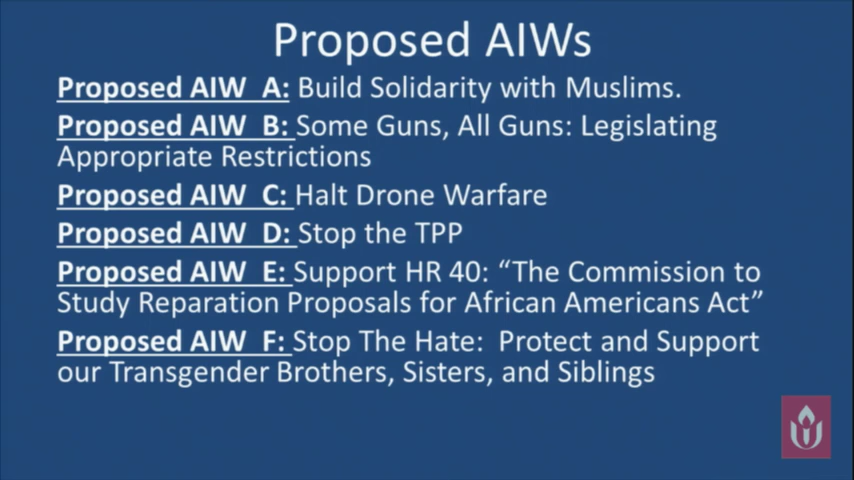 Proposed AIWs
Proposed AIW  A: Build Solidarity with Muslims.
Proposed AIW  B: Some Guns, All Guns: Legislating
Appropriate Restrictions
Proposed AIW  C: Halt Drone Warfare
Proposed AIW  D: Stop the TPP
Proposed AIW  E: Support HR 40: “The Commission to
Study Reparation Proposals for African Americans Act”
Proposed AIW  F: Stop The Hate:  Protect and Support
our Transgender Brothers, Sisters, and Siblings